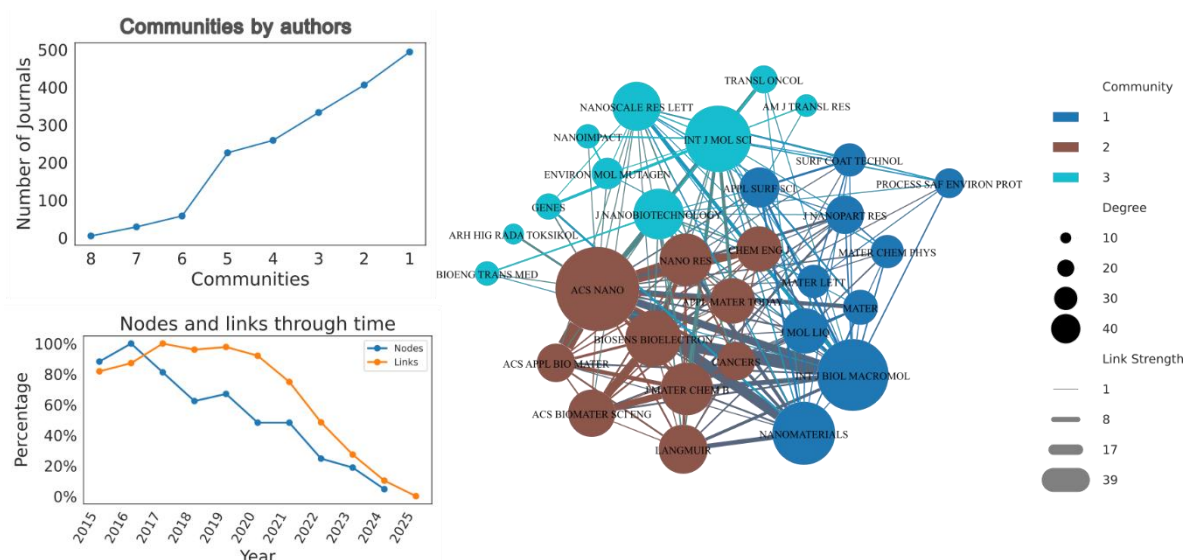 Communities by authors
500
400
300
200
100
0
Number of Journals
8 7 6 5 4 3 2 1
Communities
Nodes and links through time
Nodes
Links
100%
80%
60%
40%
20%
0%
Percentage
2015 2016 2017 2018 2019 2020 2021 2022 2023 2024 2025
Year
TRANSL ONCOL
NANOSCALE RES LETT
AM J TRANSL RES
NANOIMPACT
INT J MOL SCI
SURF COAT TECHNOL
ENVIRON MOL MUTAGEN
APPL SURF SCI
PROCESS SAF ENVIRON PROT
GENES
J NANOBIOTECHNOLOGY
J NANOPART RES
ARH HIG RADA TOKSIKOL
CHEM ENG J
MATER CHEM PHYS
NANO RES
BIOENG TRANS MED
MATER LETT
ACS NANO
APPL MATER TODAY
MATER
J MOL LIQ
BIOSENS BIOELECTRON
ACS APPL BIO MATER
CANCERS
INT J BIOL MACROMOL
J MATER CHEM B
ACS BIOMATER SCI ENG
NANOMATERIALS
LANGMUIR
Community
1
2
3
Degree
10
20
30
40
Link Strength
1
8
17
39